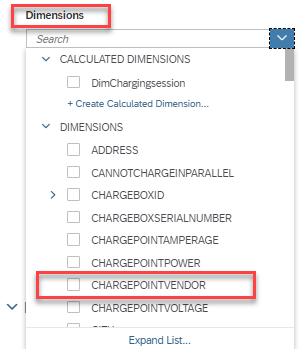 Dimensions
Search
CALCULATED DIMENSIONS
DimChargingsession
+ Create Calculated Dimension...
DIMENSIONS
ADDRESS
CANNOTCHARGEINPARALLEL
CHARGEBOXID
CHARGEBOXSERIALNUMBER
CHARGEPOINTAMPERAGE
CHARGEPOINTPOWER
CHARGEPOINTVENDOR
CHARGEPOINTVOLTAGE
Expand List...